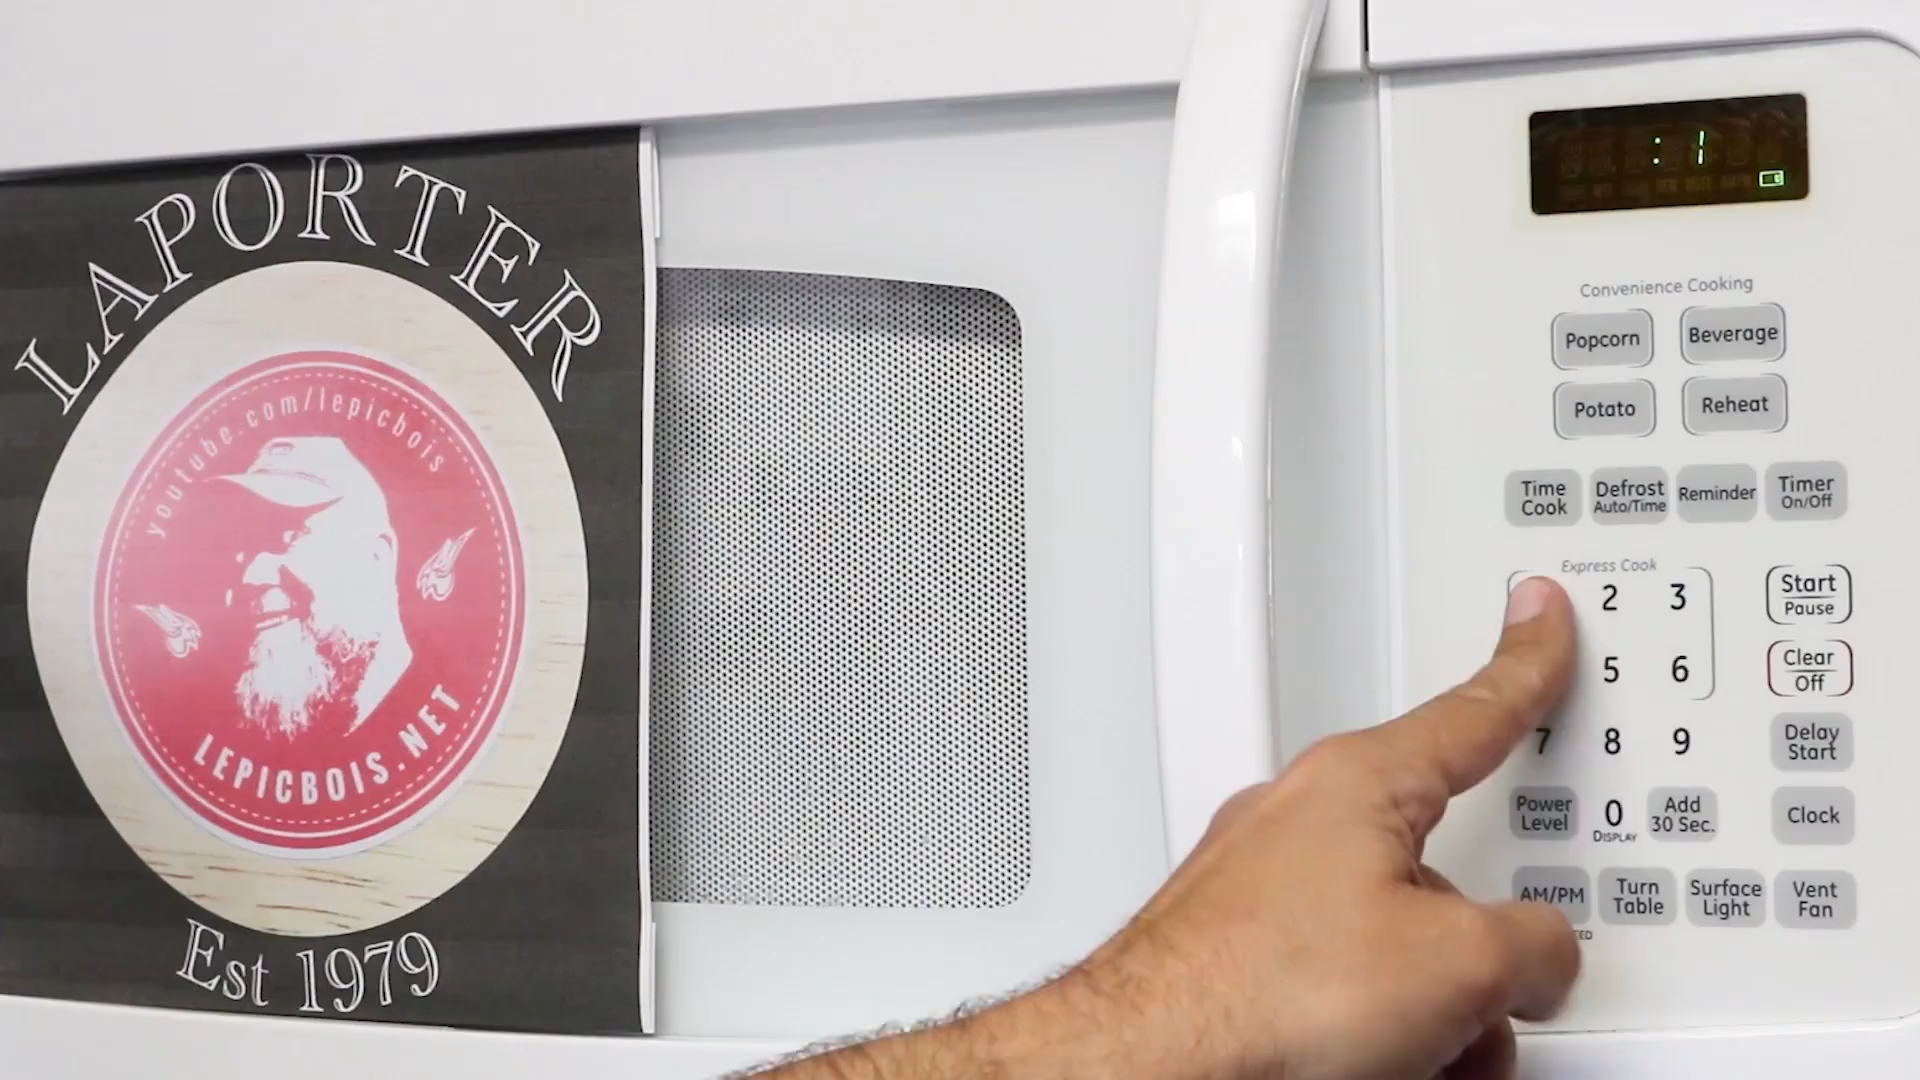 LAPORTER
youtube.com/lepicbois
LEPICBOIS.NET
Est 1979
:1
Convenience Cooking
Popcorn
Beverage
Potato
Reheat
Time Cook
Defrost Auto/Time
Reminder
Timer On/Off
Express Cook
2 3
Start Pause
5 6
Clear Off
7 8 9
Delay Start
Power Level
0 DISPLAY
Add 30 Sec.
Clock
AM/PM
Turn Table
Surface Light
Vent Fan